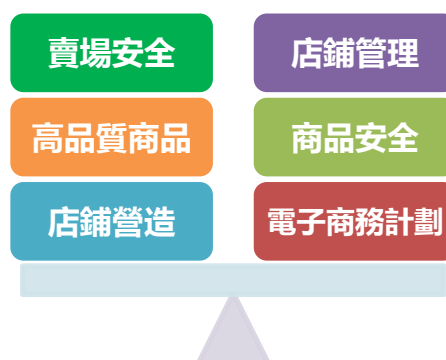 賣場安全
店鋪管理
高品質商品
商品安全
店鋪營造
電子商務計劃